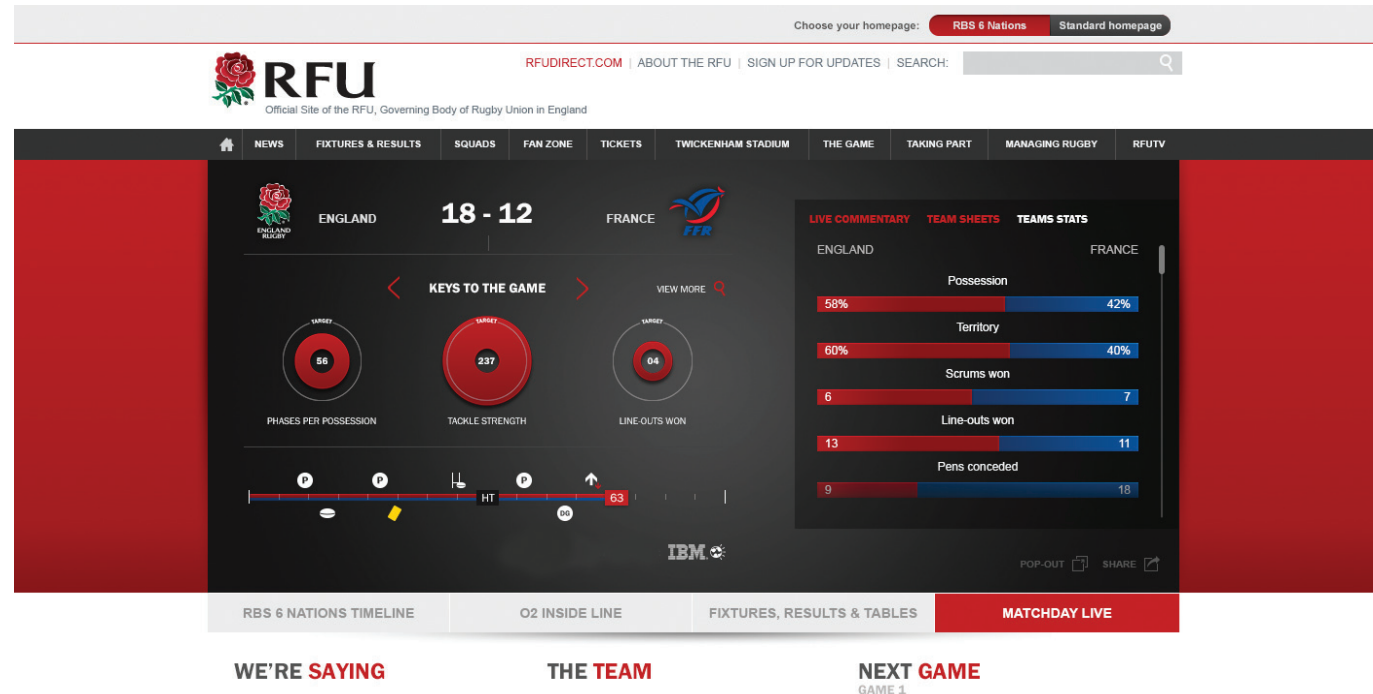 Choose your homepage: RBS 6 Nations Standard homepage
RFUDIRECT.COM | ABOUT THE RFU | SIGN UP FOR UPDATES | SEARCH:
RFU
Official Site of the RFU, Governing Body of Rugby Union in England
NEWS FIXTURES & RESULTS SQUADS FAN ZONE TICKETS TWICKENHAM STADIUM THE GAME TAKING PART MANAGING RUGBY RFUTV
ENGLAND RUGBY
ENGLAND 18 - 12 FRANCE
FFR
KEYS TO THE GAME
VIEW MORE
TARGET TARGET TARGET
56 237 04
PHASES PER POSSESSION TACKLE STRENGTH LINE-OUTS WON
P P P
HT 63
DG
IBM
LIVE COMMENTARY TEAM SHEETS TEAMS STATS
ENGLAND FRANCE
Possession
58% 42%
Territory
60% 40%
Scrums won
6 7
Line-outs won
13 11
Pens conceded
9 18
POP-OUT SHARE
RBS 6 NATIONS TIMELINE O2 INSIDE LINE FIXTURES, RESULTS & TABLES MATCHDAY LIVE
WE'RE SAYING THE TEAM NEXT GAME
GAME 1